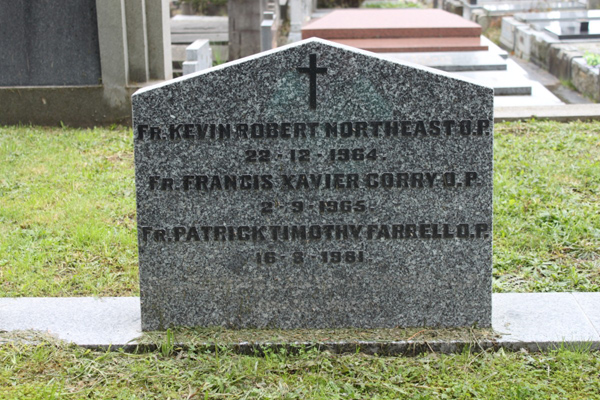 FR. KEVIN ROBERT NORTHEAST O.P.
22-12-1964.
FR. FRANCIS XAVIER GORRY O.P.
2-9-1965
FR. PATRICK TIMOTHY FARRELL O.P.
16-3-1981